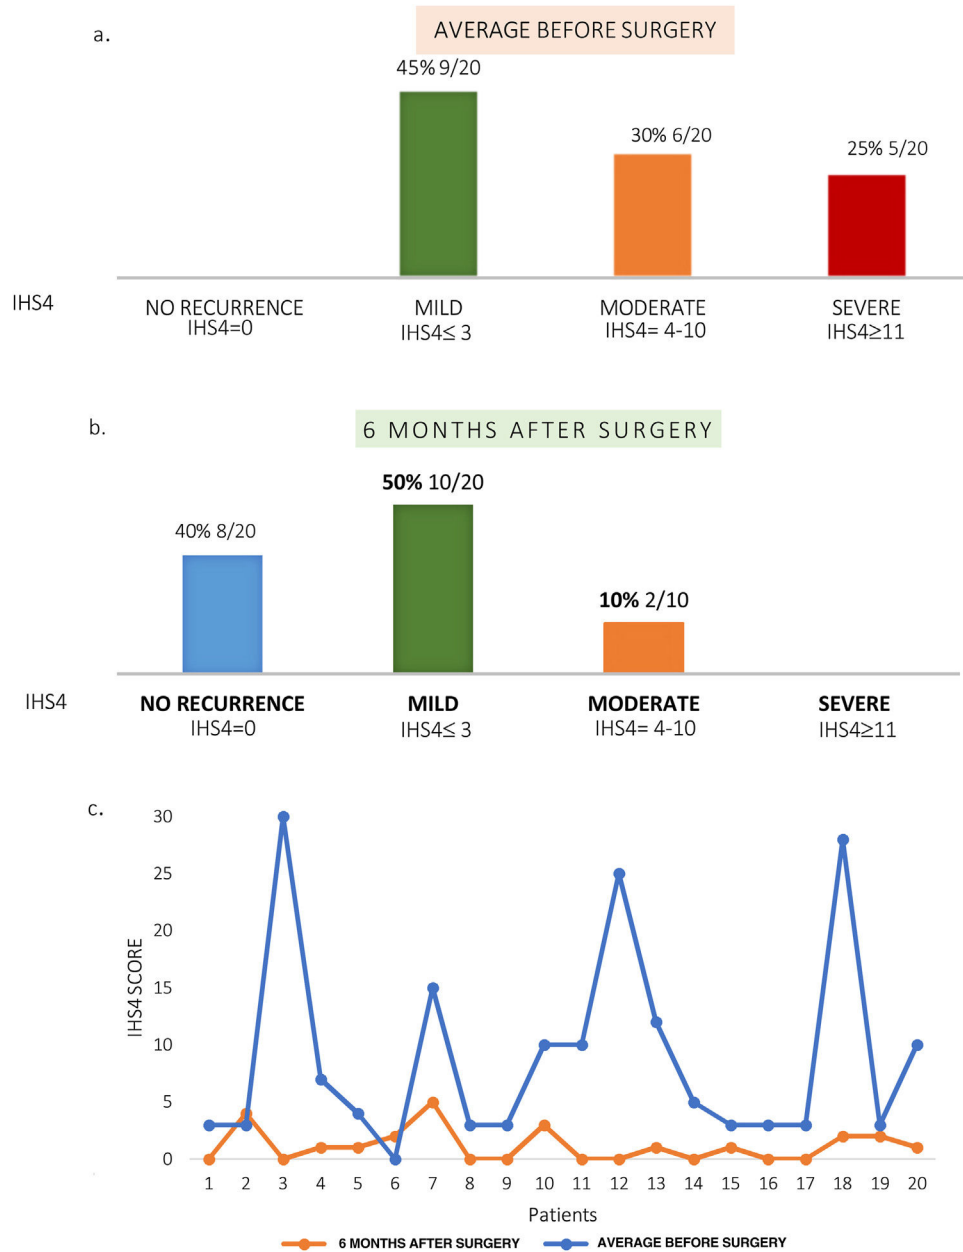 a.
AVERAGE BEFORE SURGERY
45% 9/20
30% 6/20
25% 5/20
IHS4
NO RECURRENCE
IHS4=0
MILD
IHS4≤ 3
MODERATE
IHS4= 4-10
SEVERE
IHS4≥11
b.
6 MONTHS AFTER SURGERY
50% 10/20
40% 8/20
10% 2/10
IHS4
NO RECURRENCE
IHS4=0
MILD
IHS4≤ 3
MODERATE
IHS4= 4-10
SEVERE
IHS4≥11
c.
30
25
20
15
10
5
0
IHS4 SCORE
1 2 3 4 5 6 7 8 9 10 11 12 13 14 15 16 17 18 19 20
Patients
6 MONTHS AFTER SURGERY
AVERAGE BEFORE SURGERY